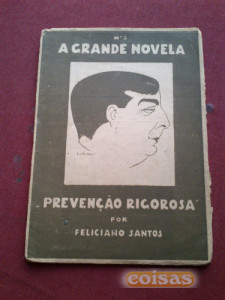 Nº 2
A GRANDE NOVELA
"PREVENÇÃO RIGOROSA"
POR
FELICIANO SANTOS
coisas